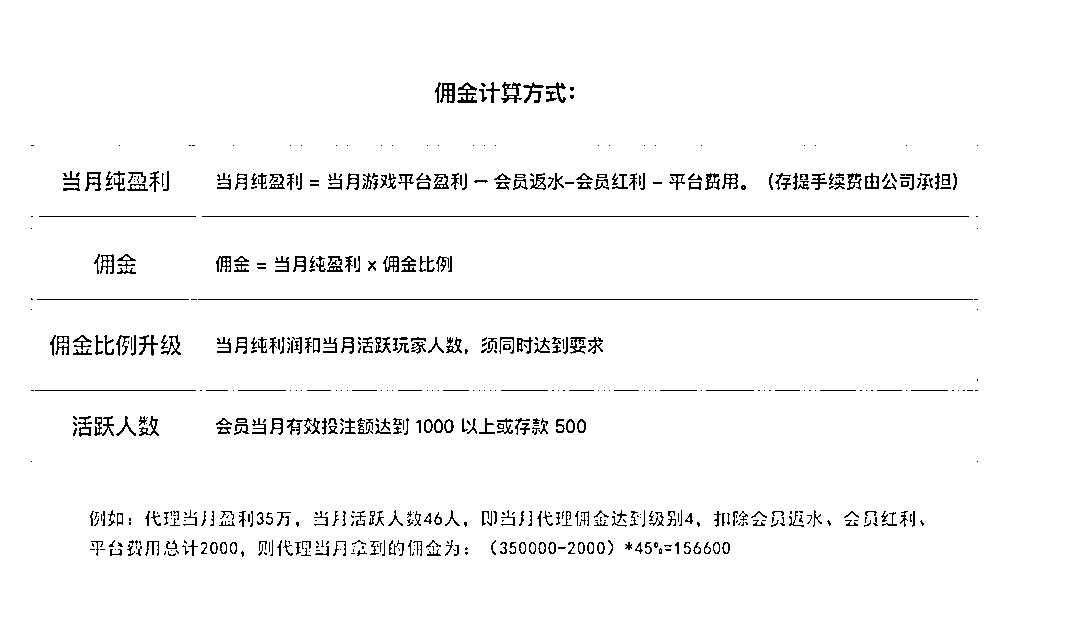 佣金计算方式：
当月纯盈利
当月纯盈利 = 当月游戏平台盈利 － 会员返水-会员红利 - 平台费用。（存提手续费由公司承担）
佣金
佣金 = 当月纯盈利 x 佣金比例
佣金比例升级
当月纯利润和当月活跃玩家人数，须同时达到要求
活跃人数
会员当月有效投注额达到 1000 以上或存款 500
例如：代理当月盈利35万，当月活跃人数46人，即当月代理佣金达到级别4，扣除会员返水、会员红利、
平台费用总计2000，则代理当月拿到的佣金为：（350000-2000）*45%=156600